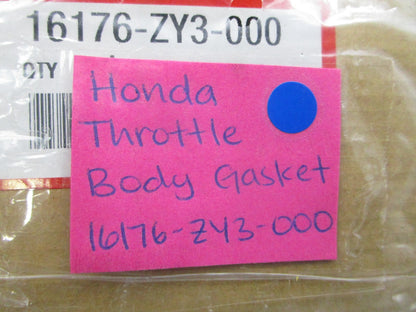 16176-ZY3-000
QTY
Honda
Throttle
Body Gasket
16176-ZY3-000